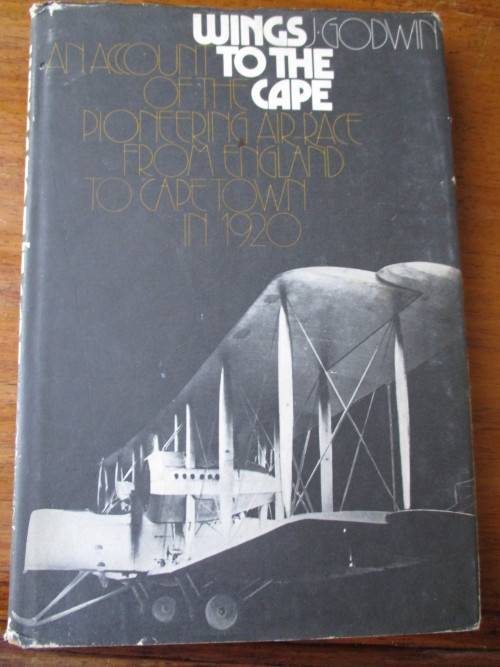 WINGS J·GODWIN
AN ACCOUNT TO THE
OF THE CAPE
PIONEERING AIR RACE
FROM ENGLAND
TO CAPE TOWN
IN 1920